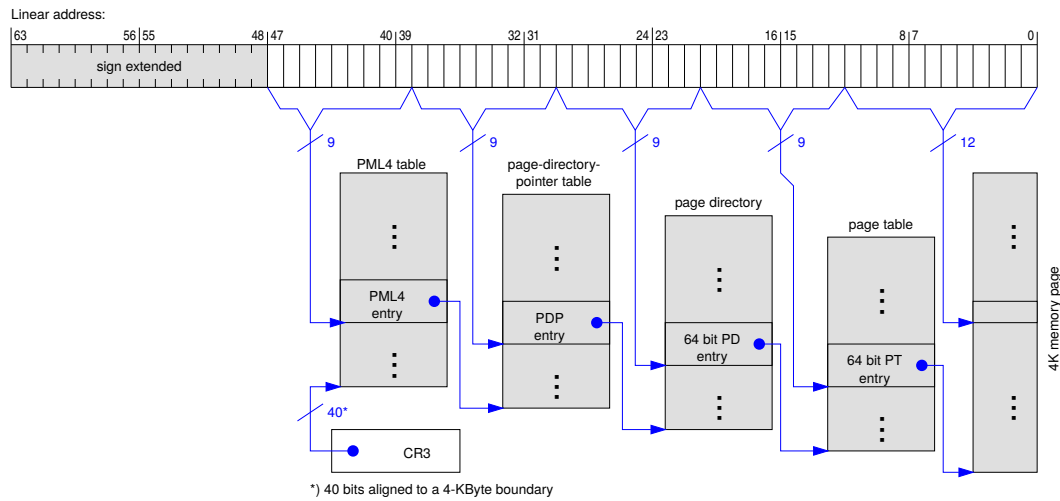 Linear address:
63 56 55 48 47 40 39 32 31 24 23 16 15 8 7 0
sign extended
9 9 9 9 12
PML4 table
page-directory-
pointer table
page directory
page table
PML4
entry
PDP
entry
64 bit PD
entry
64 bit PT
entry
4K memory page
40*
CR3
*) 40 bits aligned to a 4-KByte boundary